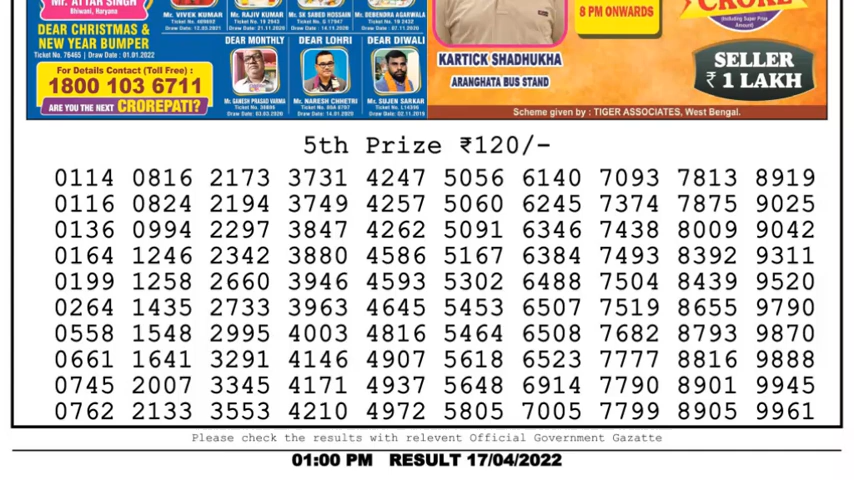 Mr. ATTAR SINGH
Bhiwani, Haryana
DEAR CHRISTMAS &
NEW YEAR BUMPER
Ticket No. 76465 | Draw Date : 01.01.2022
For Details Contact (Toll Free) :
1800 103 6711
ARE YOU THE NEXT CROREPATI?
Mr. VIVEK KUMAR
Mr. RAJIV KUMAR
Mr. SK SABED HOSSAIN
Mr. DEBENDRA AGARWALA
DEAR MONTHLY
DEAR LOHRI
DEAR DIWALI
Mr. GANESH PRASAD VARMA
Mr. NARESH CHHETRI
Mr. SUJEN SARKAR
KARTICK SHADHUKHA
ARANGHATA BUS STAND
8 PM ONWARDS
CRORE
(Including Super Prize
Amount)
SELLER
₹ 1 LAKH
Scheme given by : TIGER ASSOCIATES, West Bengal.
5th Prize ₹120/-
0114 0816 2173 3731 4247 5056 6140 7093 7813 8919
0116 0824 2194 3749 4257 5060 6245 7374 7875 9025
0136 0994 2297 3847 4262 5091 6346 7438 8009 9042
0164 1246 2342 3880 4586 5167 6384 7493 8392 9311
0199 1258 2660 3946 4593 5302 6488 7504 8439 9520
0264 1435 2733 3963 4645 5453 6507 7519 8655 9790
0558 1548 2995 4003 4816 5464 6508 7682 8793 9870
0661 1641 3291 4146 4907 5618 6523 7777 8816 9888
0745 2007 3345 4171 4937 5648 6914 7790 8901 9945
0762 2133 3553 4210 4972 5805 7005 7799 8905 9961
Please check the results with relevent Official Government Gazatte
01:00 PM RESULT 17/04/2022